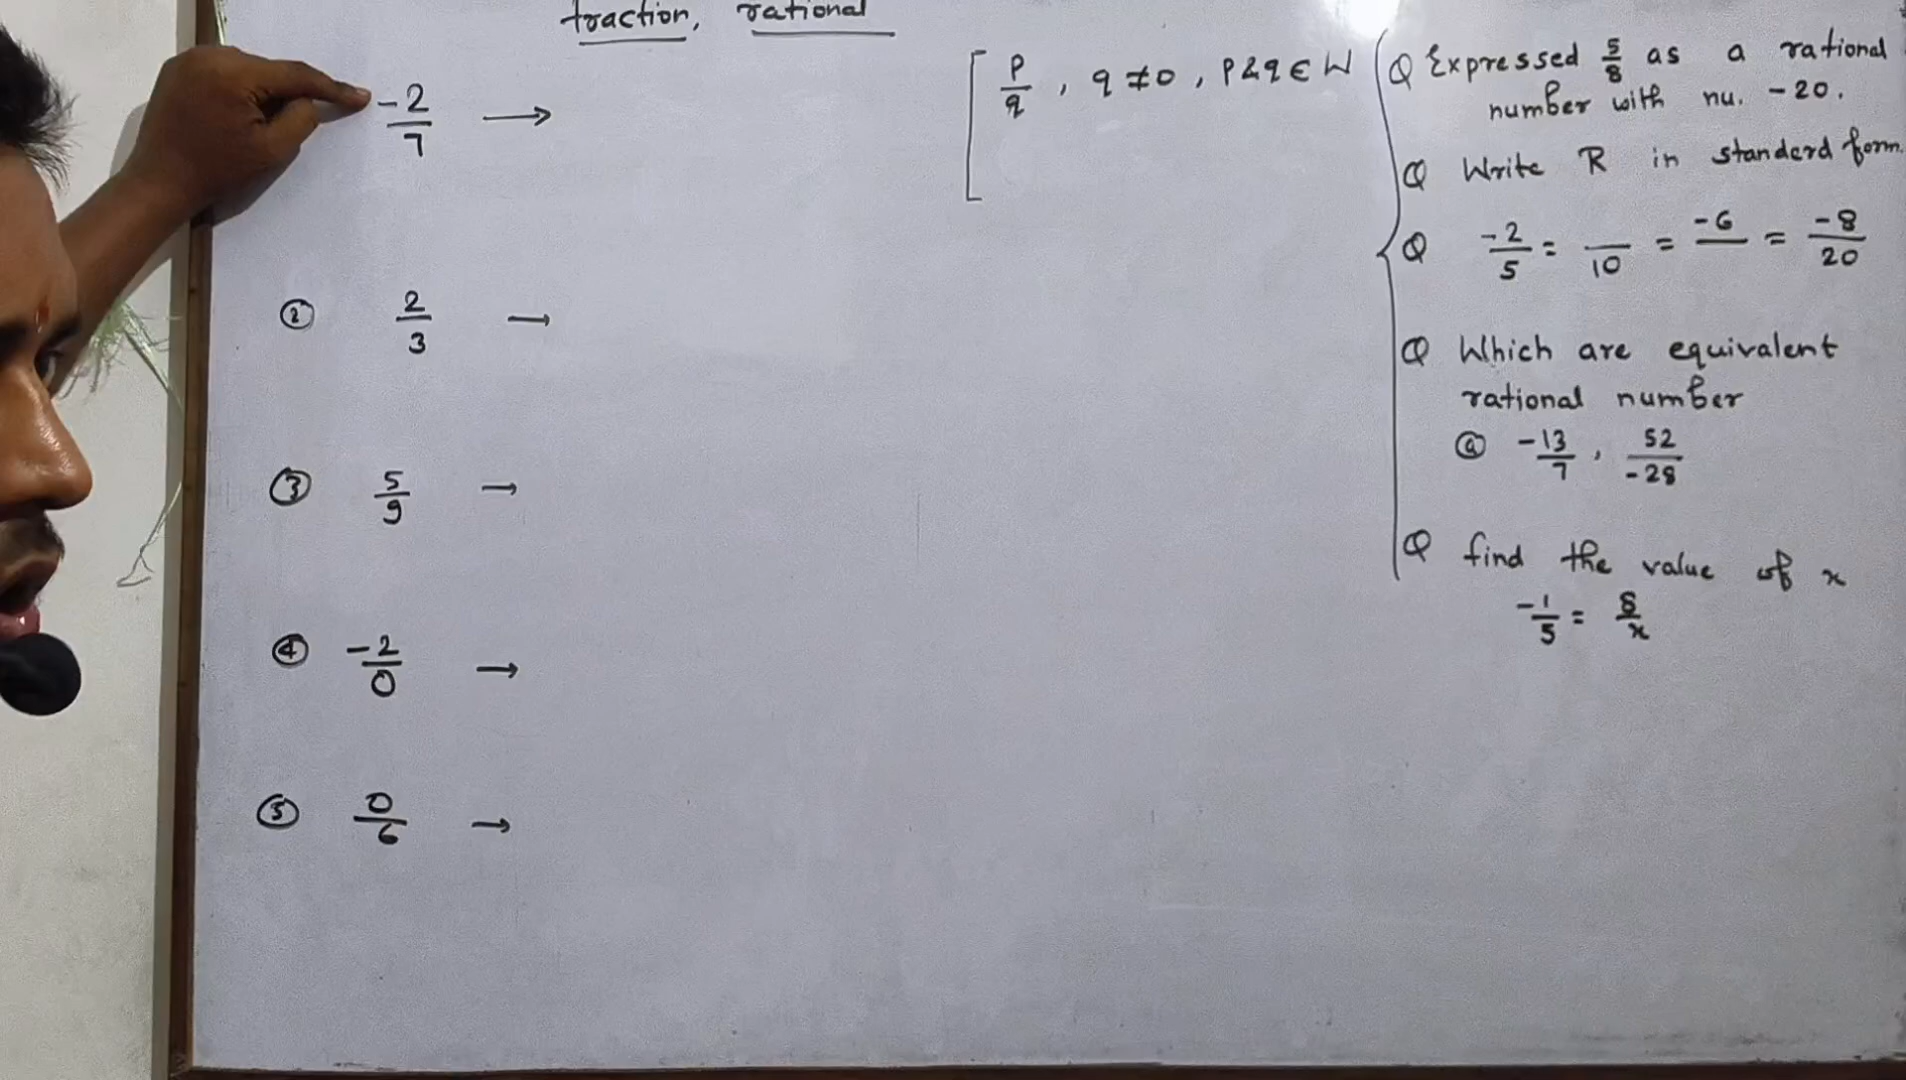 fraction, rational
-2/7 →
② 2/3 →
③ 5/9 →
④ -2/0 →
⑤ 0/6 →
p/q , q ≠ 0 , p & q ∈ W
Q Expressed 5/8 as a rational
number with nu. -20.
Q Write R in standerd form.
Q -2/5 = __/10 = -6/__ = -8/20
Q Which are equivalent
rational number
ⓐ -13/7 , 52/-28
Q find the value of x
-1/5 = 8/x